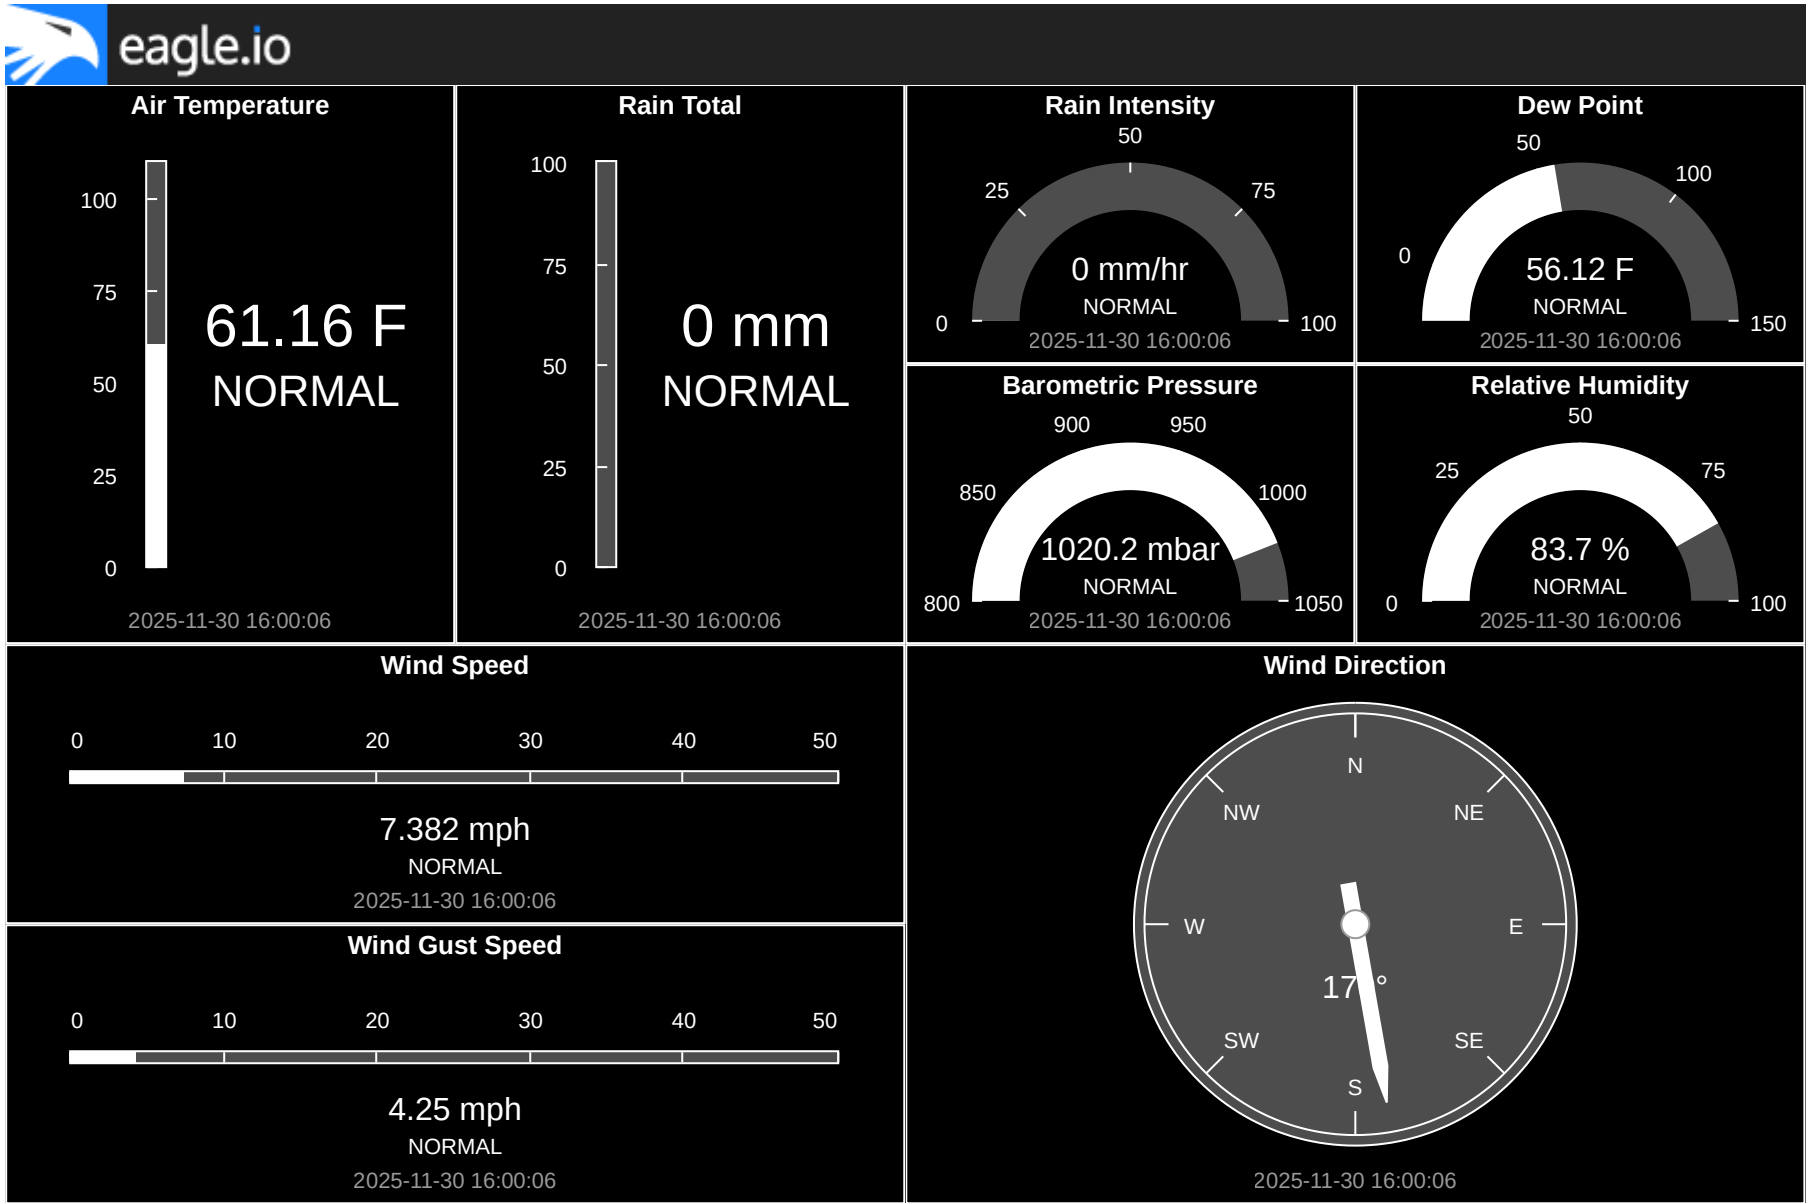 eagle.io
Air Temperature
100
75
50
25
0
61.16 F
NORMAL
2025-11-30 16:00:06
Rain Total
100
75
50
25
0
0 mm
NORMAL
2025-11-30 16:00:06
Rain Intensity
0
25
50
75
100
0 mm/hr
NORMAL
2025-11-30 16:00:06
Dew Point
0
50
100
150
56.12 F
NORMAL
2025-11-30 16:00:06
Barometric Pressure
800
850
900
950
1000
1050
1020.2 mbar
NORMAL
2025-11-30 16:00:06
Relative Humidity
0
25
50
75
100
83.7 %
NORMAL
2025-11-30 16:00:06
Wind Speed
0 10 20 30 40 50
7.382 mph
NORMAL
2025-11-30 16:00:06
Wind Gust Speed
0 10 20 30 40 50
4.25 mph
NORMAL
2025-11-30 16:00:06
Wind Direction
N
NW NE
W E
SW SE
S
2025-11-30 16:00:06